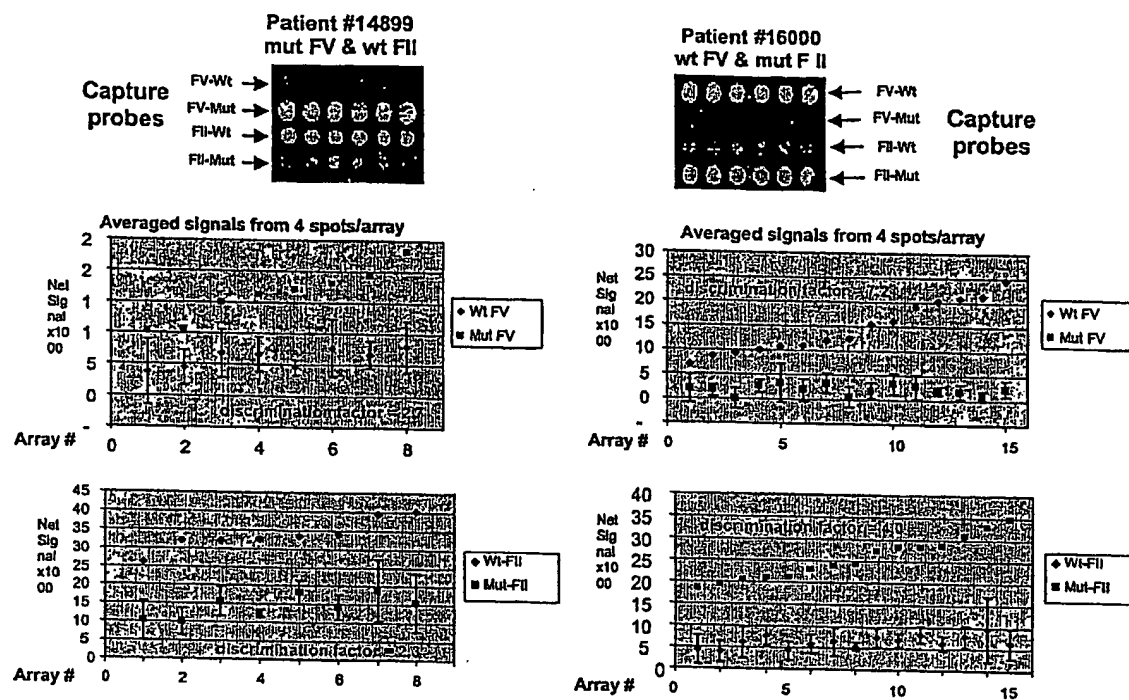 Patient #14899
mut FV & wt FII
Capture probes
FV-Wt
FV-Mut
FII-Wt
FII-Mut
Patient #16000
wt FV & mut F II
FV-Wt
FV-Mut
FII-Wt
FII-Mut
Capture probes
Averaged signals from 4 spots/array
Net Sig nal x10 00
2
2
1
1
5
0
-
discrimination factor =
Array #
0 2 4 6 8
Wt FV
Mut FV
Averaged signals from 4 spots/array
Net Sig nal x10 00
30
25
20
15
10
5
0
-
discrimination factor
Array #
0 5 10 15
Wt FV
Mut FV
Net Sig nal x10 00
45
40
35
30
25
20
15
10
5
0
discrimination factor =
Array #
0 2 4 6 8
Wt-FII
Mut-FII
Net Sig nal x10 00
40
35
30
25
20
15
10
5
0
discrimination factor
Array #
0 5 10 15
Wt-FII
Mut-FII